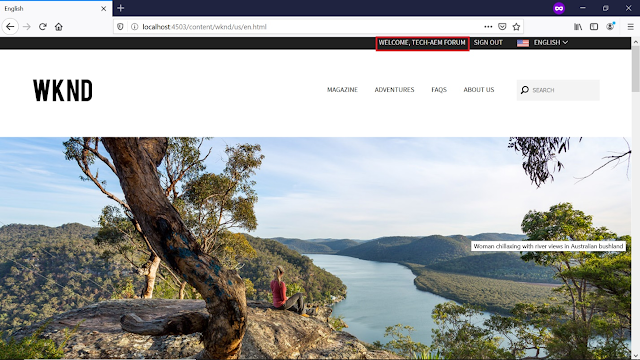 English
localhost:4503/content/wknd/us/en.html
WELCOME, TECH-AEM FORUM SIGN OUT ENGLISH
WKND
MAGAZINE ADVENTURES FAQS ABOUT US SEARCH
Woman chillaxing with river views in Australian bushland